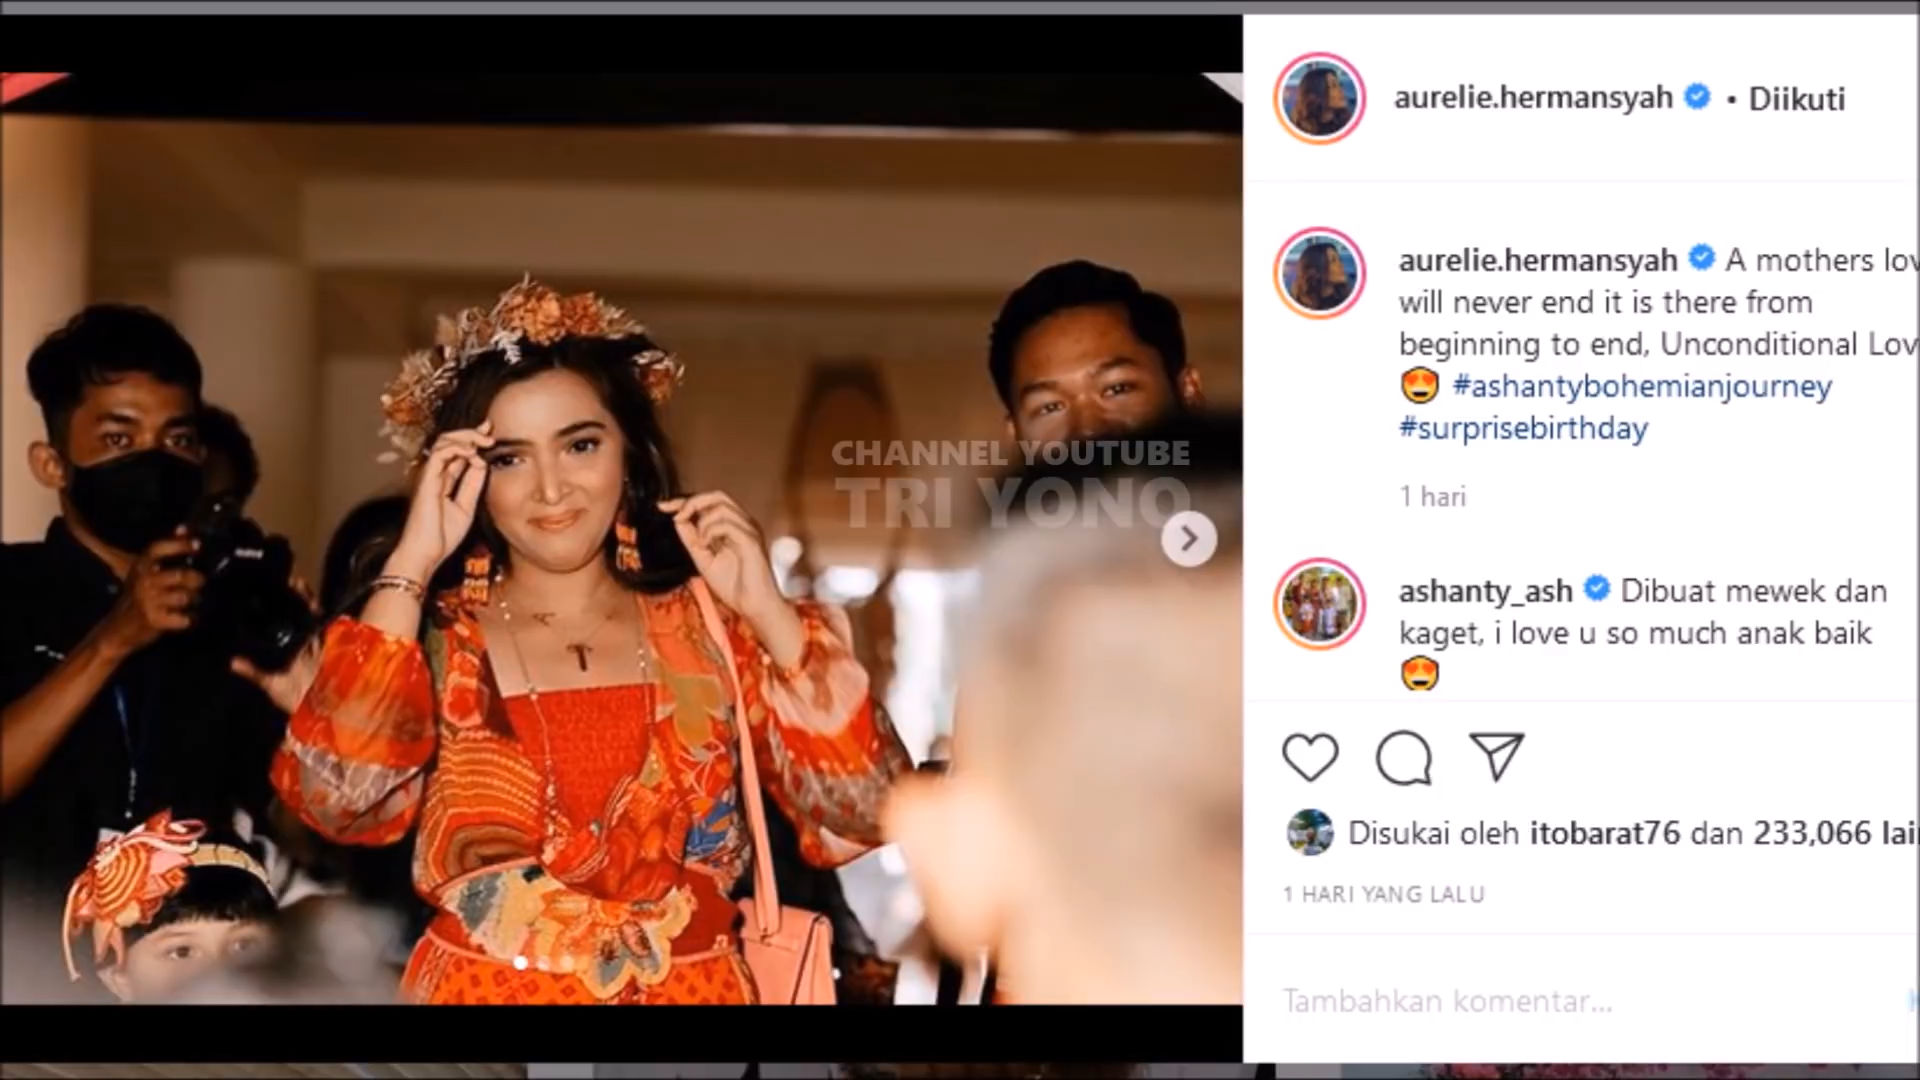 aurelie.hermansyah • Diikuti
aurelie.hermansyah A mothers lov
will never end it is there from
beginning to end, Unconditional Lov
😍 #ashantybohemianjourney
#surprisebirthday
1 hari
ashanty_ash Dibuat mewek dan
kaget, i love u so much anak baik
😍
Disukai oleh itobarat76 dan 233,066 lai
1 HARI YANG LALU
Tambahkan komentar...
CHANNEL YOUTUBE
TRI YONO